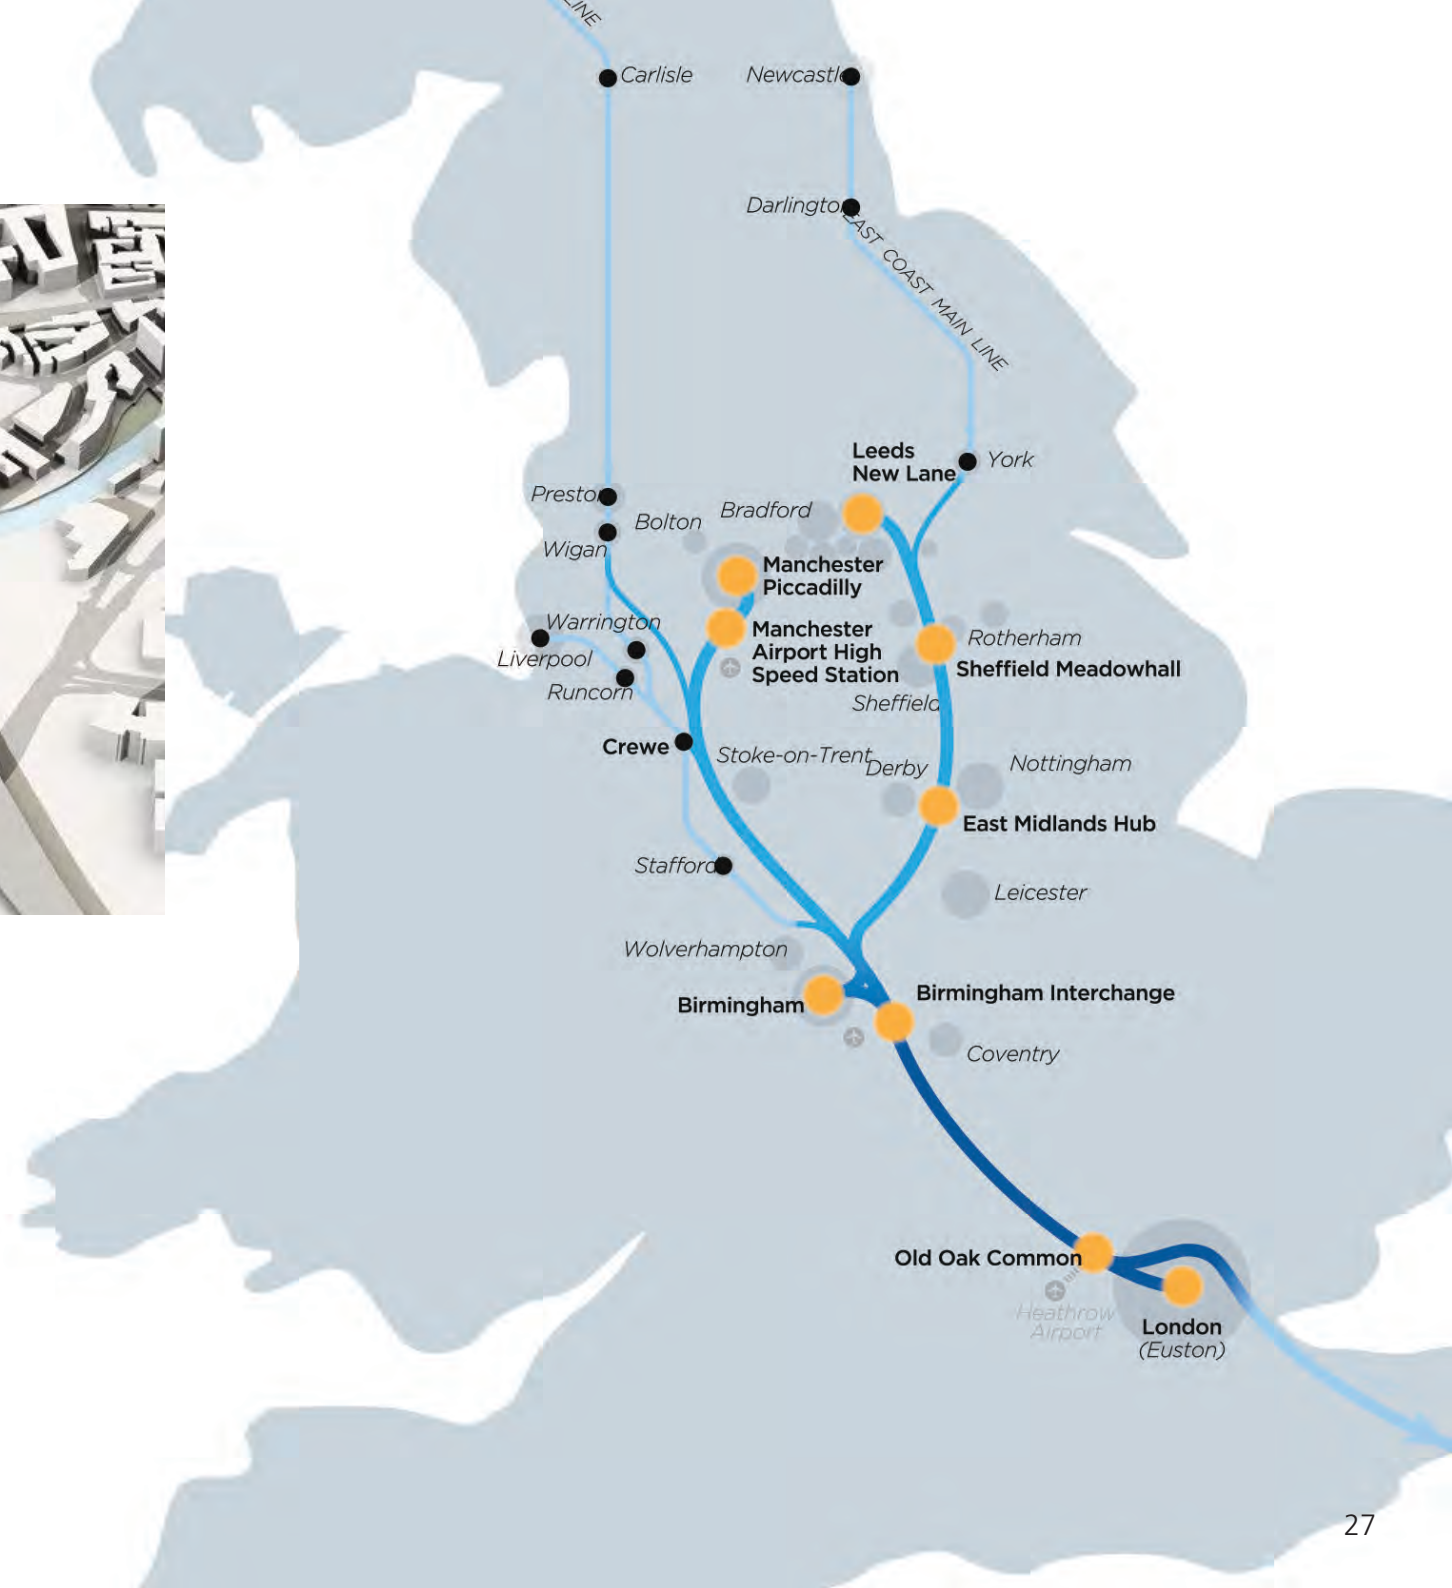 LINE
Carlisle
Newcastle
Darlington
EAST COAST MAIN LINE
Leeds
New Lane
York
Preston
Bradford
Bolton
Wigan
Manchester
Piccadilly
Warrington
Manchester
Airport High
Speed Station
Rotherham
Liverpool
Sheffield Meadowhall
Runcorn
Sheffield
Crewe
Stoke-on-Trent
Derby
Nottingham
East Midlands Hub
Stafford
Leicester
Wolverhampton
Birmingham
Birmingham Interchange
Coventry
Old Oak Common
Heathrow
Airport
London
(Euston)
27